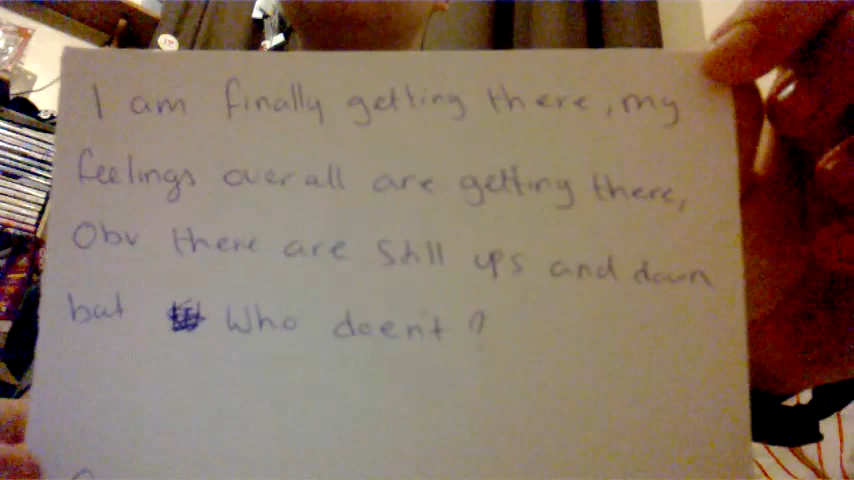 I am finally getting there, my
feelings over all are getting there,
Obv there are Still ups and down
but Who doent?